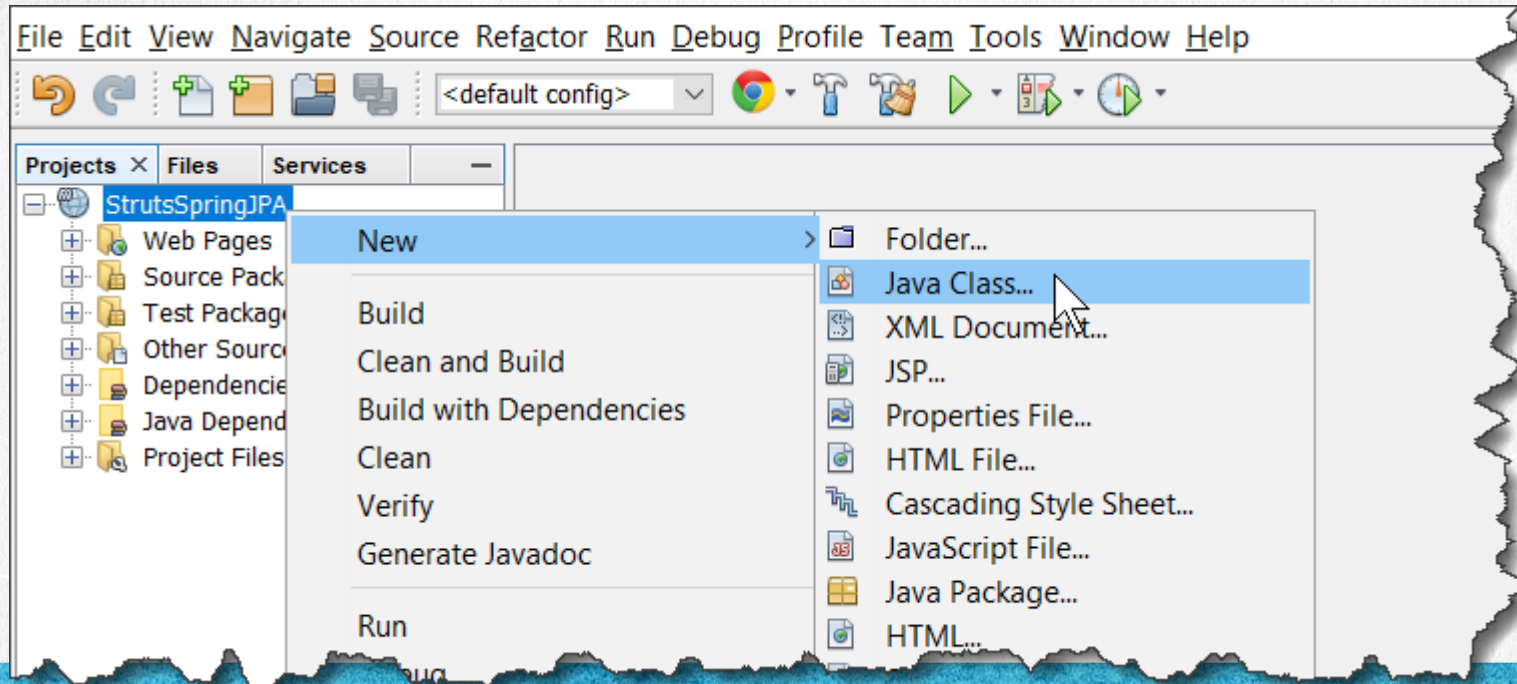 File Edit View Navigate Source Refactor Run Debug Profile Team Tools Window Help
<default config>
Projects Files Services
StrutsSpringJPA
Web Pages
Source Pack
Test Packag
Other Sourc
Dependencie
Java Depend
Project Files
New
Build
Clean and Build
Build with Dependencies
Clean
Verify
Generate Javadoc
Run
Folder...
Java Class...
XML Document...
JSP...
Properties File...
HTML File...
Cascading Style Sheet...
JavaScript File...
Java Package...
HTML...